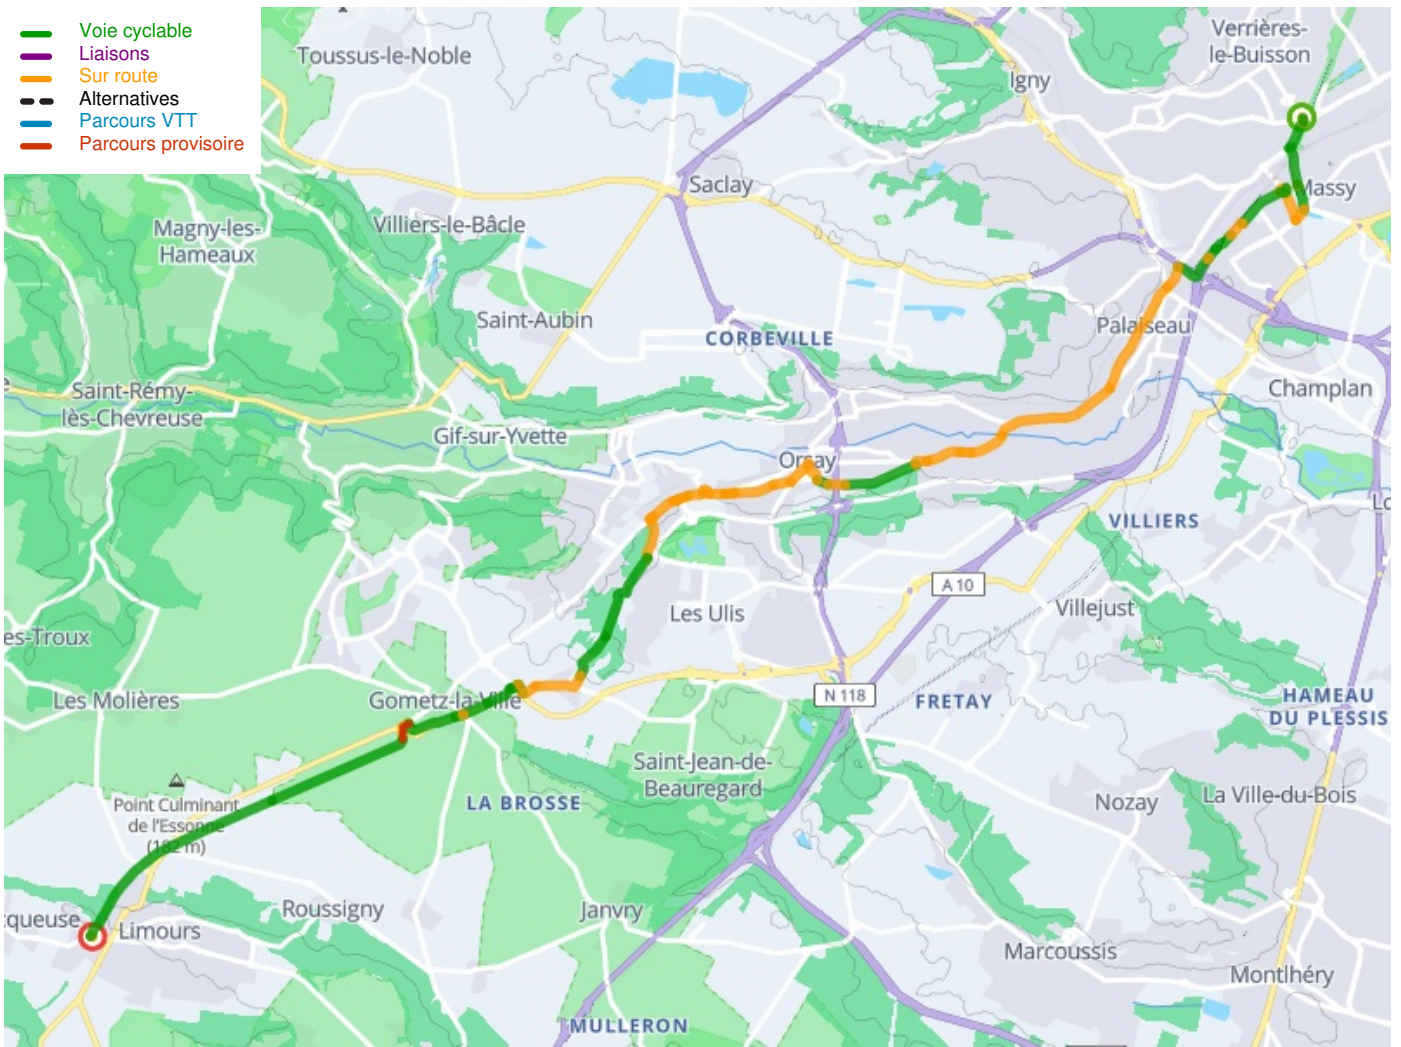 Voie cyclable
Liaisons
Sur route
Alternatives
Parcours VTT
Parcours provisoire
Toussus-le-Noble
Verrières-
le-Buisson
Igny
Saclay
Massy
Magny-les-
Hameaux
Villiers-le-Bâcle
Saint-Aubin
CORBEVILLE
Palaiseau
Champlan
Saint-Rémy-
lès-Chevreuse
Gif-sur-Yvette
Orsay
VILLIERS
A 10
Les Ulis
Villejust
es-Troux
Les Molières
Gometz-la-Ville
N 118
FRETAY
HAMEAU
DU PLESSIS
Saint-Jean-de-
Beauregard
Point Culminant
de l'Essonne
(182 m)
LA BROSSE
Nozay
La Ville-du-Bois
cqueuse
Limours
Roussigny
Janvry
Marcoussis
Montlhéry
MULLERON